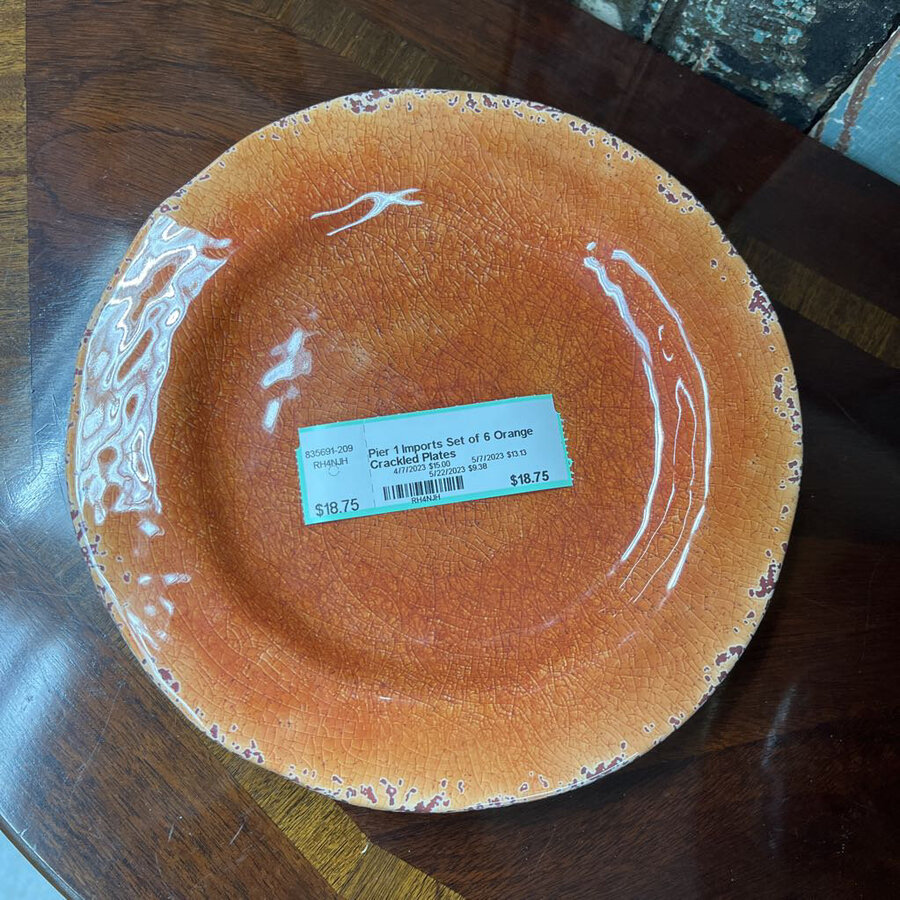 835691-209
RH4NJH
$18.75
Pier 1 Imports Set of 6 Orange
Crackled Plates
4/7/2023 $15.00 5/7/2023 $13.13
5/22/2023 $9.38
RH4NJH
$18.75